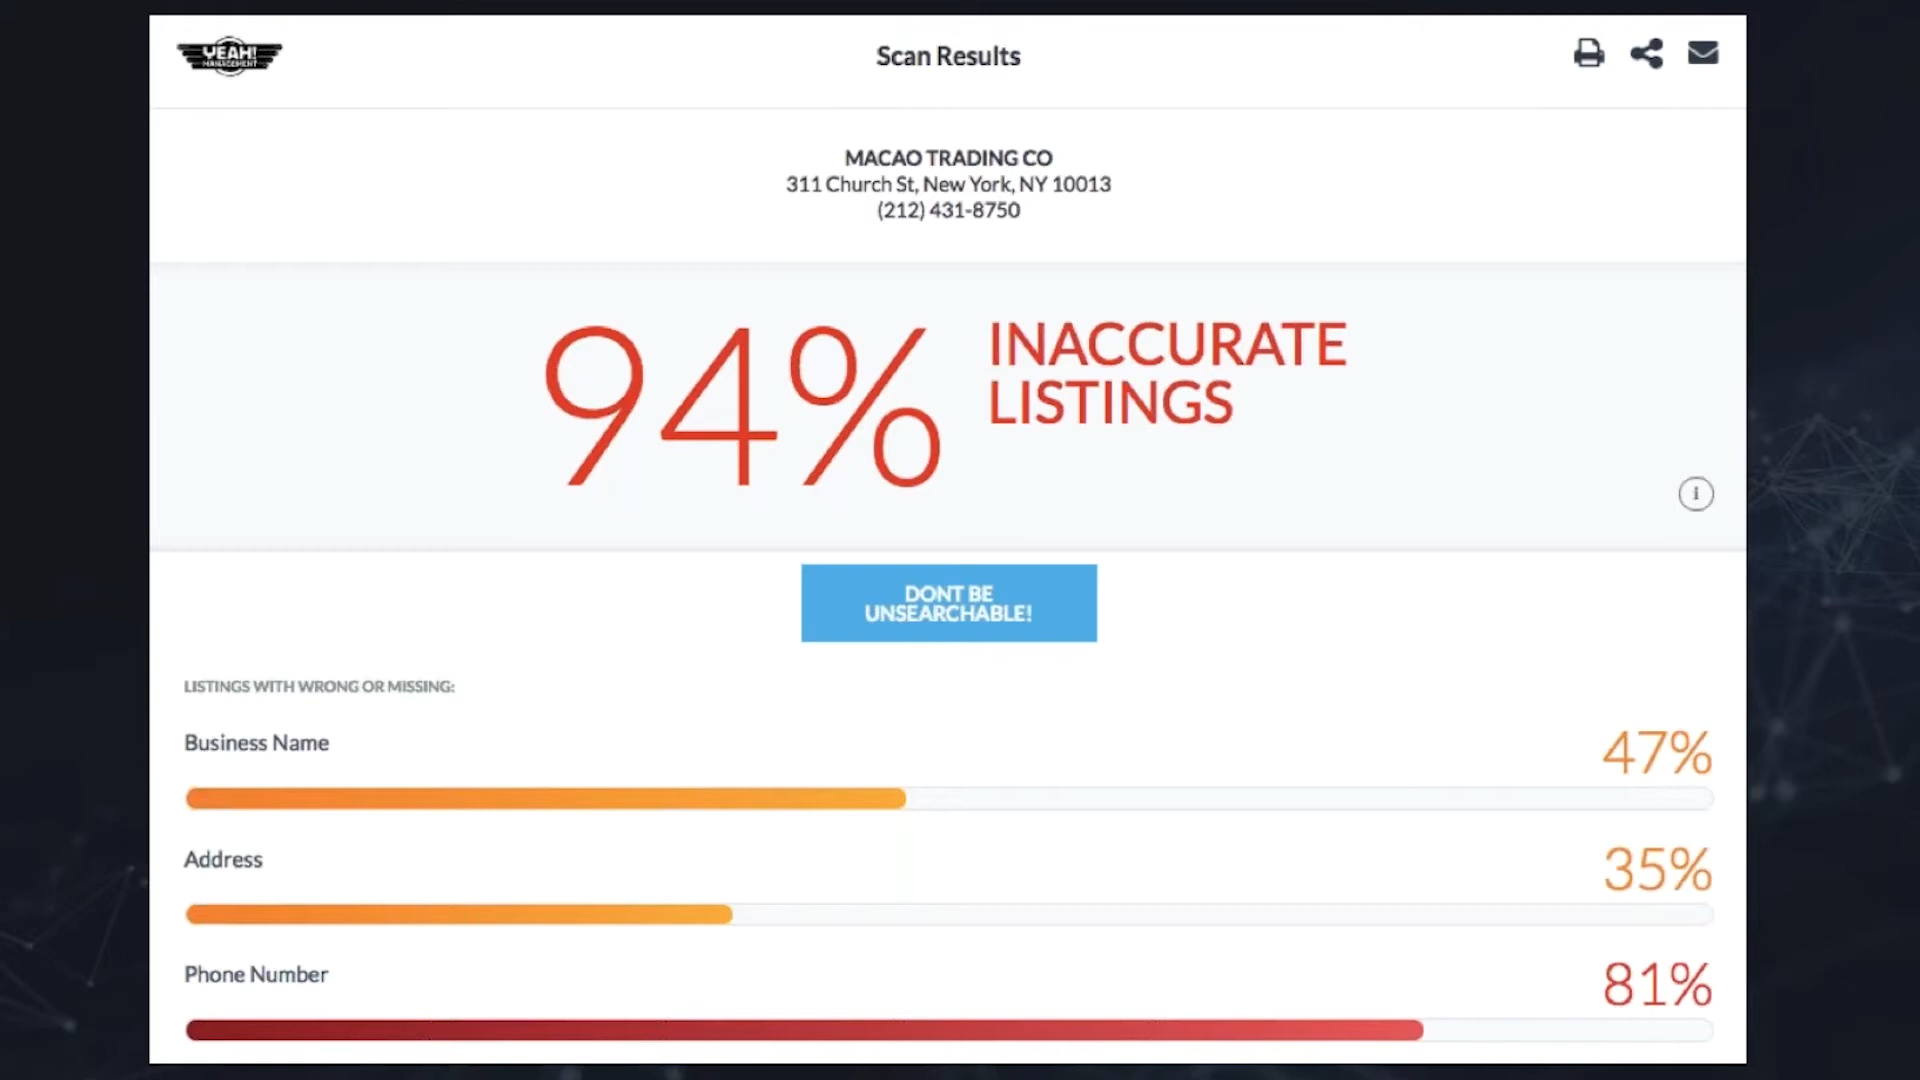 YEAH!
MANAGEMENT
Scan Results
MACAO TRADING CO
311 Church St, New York, NY 10013
(212) 431-8750
94%
INACCURATE
LISTINGS
i
DONT BE
UNSEARCHABLE!
LISTINGS WITH WRONG OR MISSING:
Business Name
47%
Address
35%
Phone Number
81%